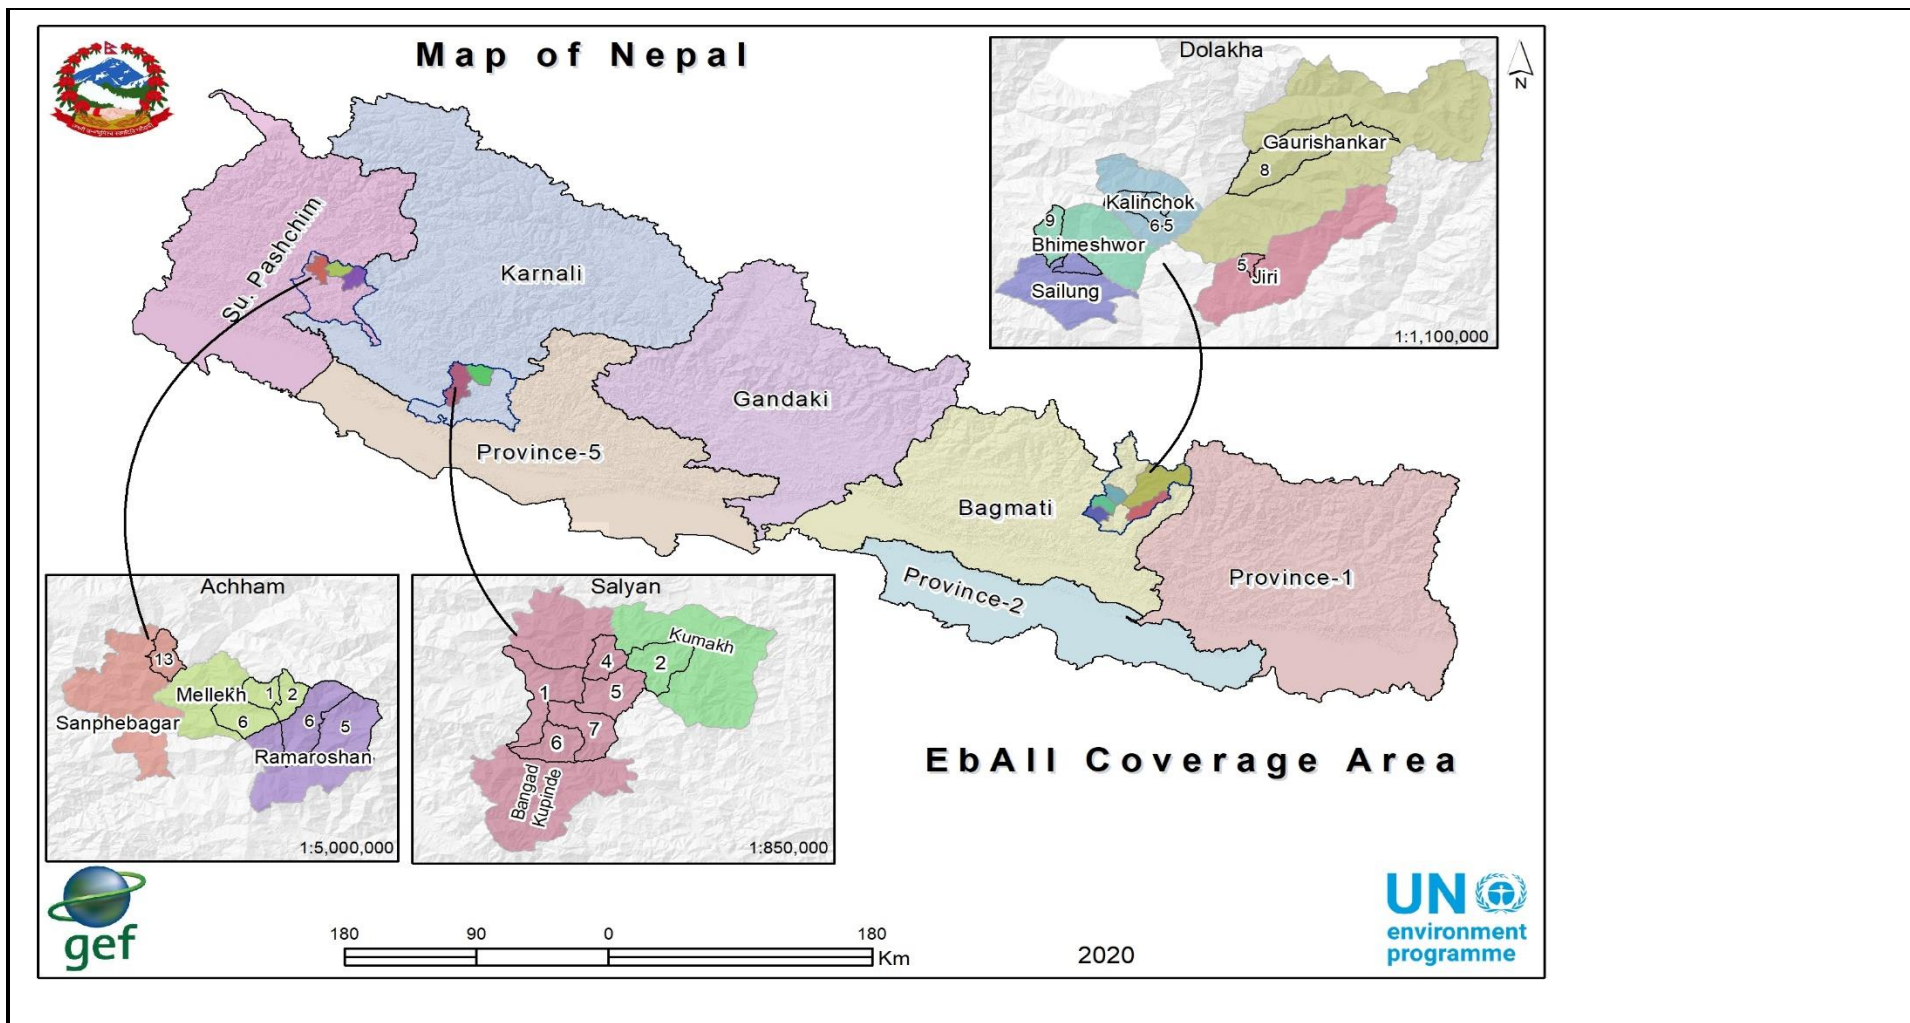 Map of Nepal
Dolakha
N
Gaurishankar
8
Kalinchok
6 5
9
Bhimeshwor
Sailung
5
Jiri
1:1,100,000
Su. Pashchim
Karnali
Gandaki
Province-5
Bagmati
Province-2
Province-1
Achham
13
Mellekh
1
2
6
6
5
Sanphebagar
Ramaroshan
1:5,000,000
Salyan
Kumakh
4
2
1
5
7
6
Bangad
Kupinde
1:850,000
EbAII Coverage Area
gef
180
90
0
180
Km
2020
UN
environment
programme